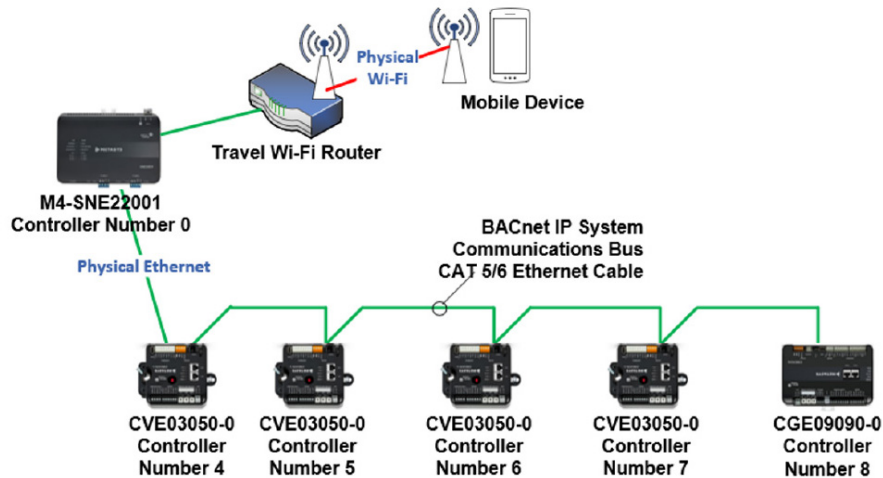 Physical
Wi-Fi
Mobile Device
Travel Wi-Fi Router
M4-SNE22001
Controller Number 0
BACnet IP System
Communications Bus
CAT 5/6 Ethernet Cable
Physical Ethernet
CVE03050-0
Controller
Number 4
CVE03050-0
Controller
Number 5
CVE03050-0
Controller
Number 6
CVE03050-0
Controller
Number 7
CGE09090-0
Controller
Number 8